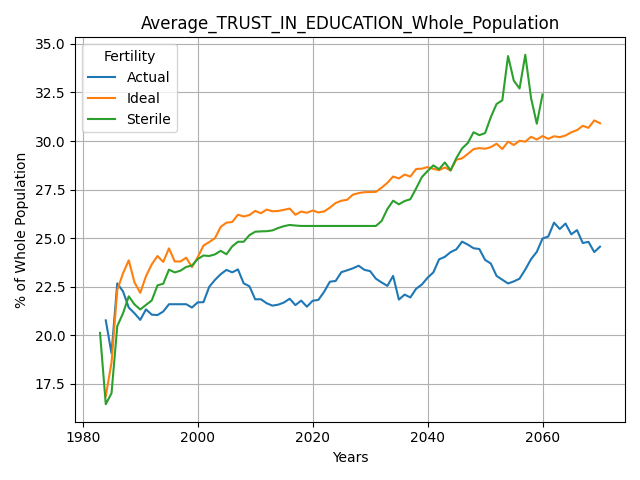 Average_TRUST_IN_EDUCATION_Whole_Population
35.0
32.5
30.0
27.5
25.0
22.5
20.0
17.5
% of Whole Population
Fertility
Actual
Ideal
Sterile
1980 2000 2020 2040 2060
Years